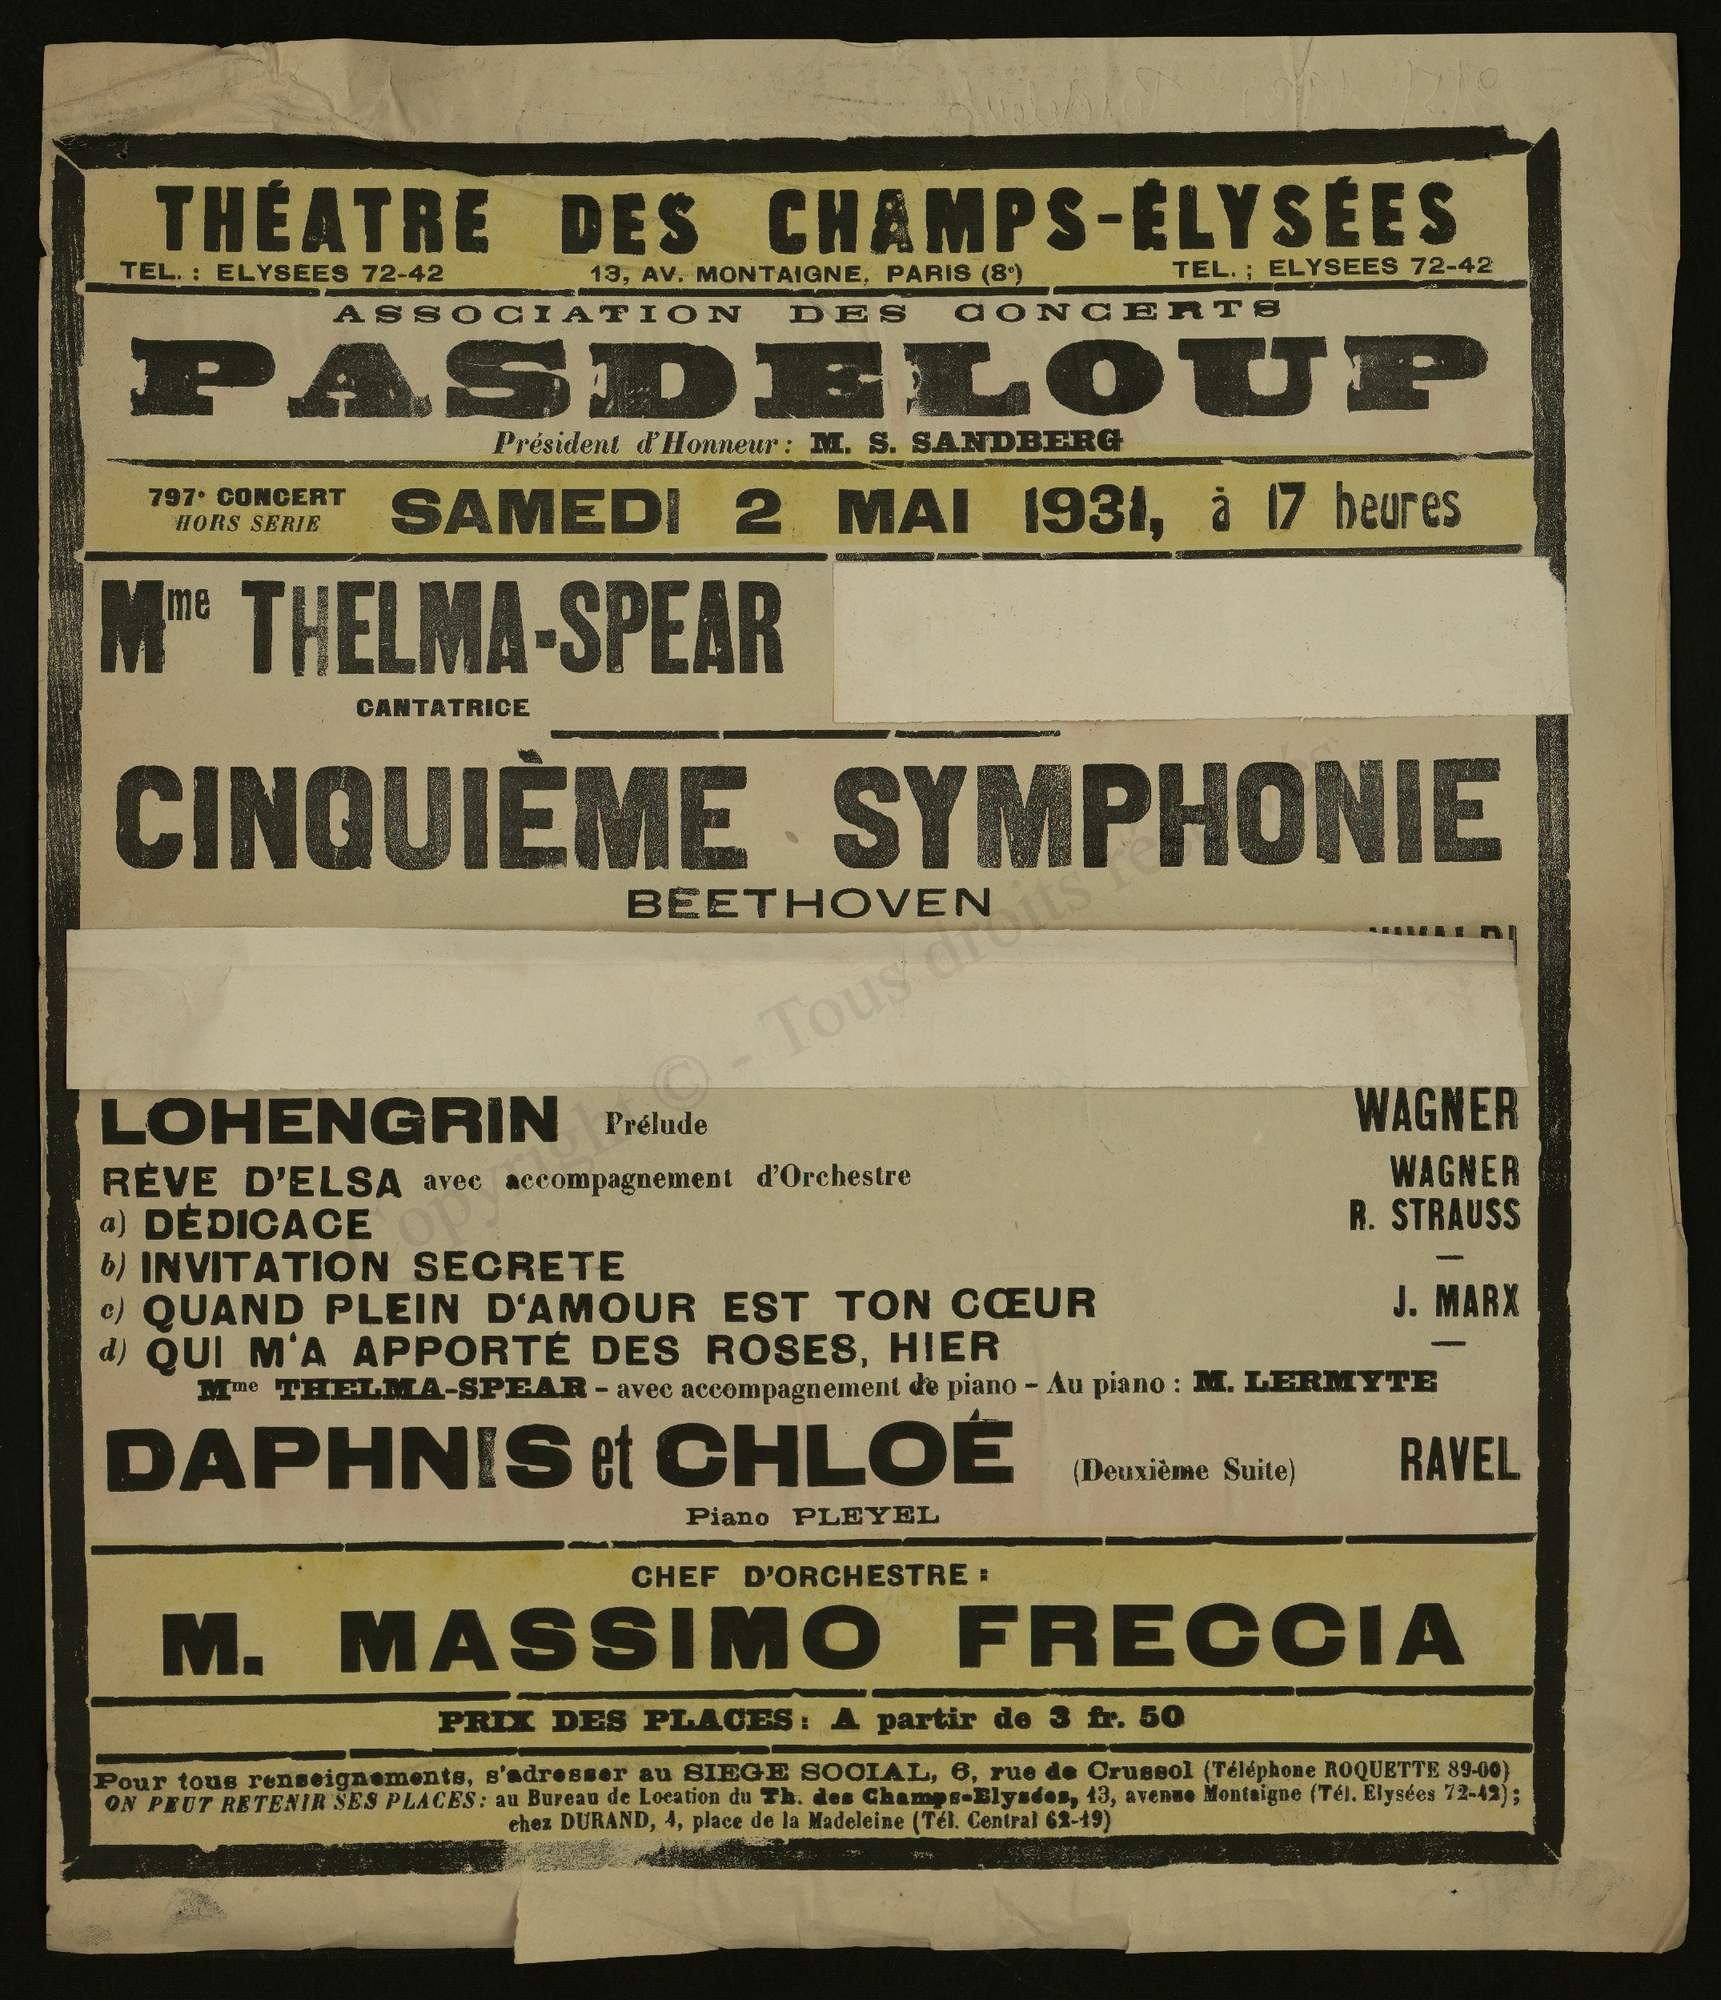 THÉATRE DES CHAMPS-ÉLYSÉES
TEL. : ELYSEES 72-42 13, AV. MONTAIGNE, PARIS (8e) TEL. : ELYSEES 72-42
ASSOCIATION DES CONCERTS
PASDELOUP
Président d'Honneur : M. S. SANDBERG
797e CONCERT
HORS SERIE
SAMEDI 2 MAI 1931, à 17 heures
Mme THELMA-SPEAR
CANTATRICE
CINQUIÈME SYMPHONIE
BEETHOVEN
VIVALDI
LOHENGRIN Prélude WAGNER
RÊVE D'ELSA avec accompagnement d'Orchestre WAGNER
a) DÉDICACE R. STRAUSS
b) INVITATION SECRETE —
c) QUAND PLEIN D'AMOUR EST TON CŒUR J. MARX
d) QUI M'A APPORTÉ DES ROSES, HIER —
Mme THELMA-SPEAR - avec accompagnement de piano - Au piano : M. LERMYTE
DAPHNIS et CHLOÉ (Deuxième Suite) RAVEL
Piano PLEYEL
CHEF D'ORCHESTRE :
M. MASSIMO FRECCIA
PRIX DES PLACES : A partir de 3 fr. 50
Pour tous renseignements, s'adresser au SIEGE SOCIAL, 6, rue de Crussol (Téléphone ROQUETTE 89-00)
ON PEUT RETENIR SES PLACES : au Bureau de Location du Th. des Champs-Elysées, 13, avenue Montaigne (Tél. Elysées 72-42) ;
chez DURAND, 4, place de la Madeleine (Tél. Central 62-19)
Copyright © - Tous droits réservés.